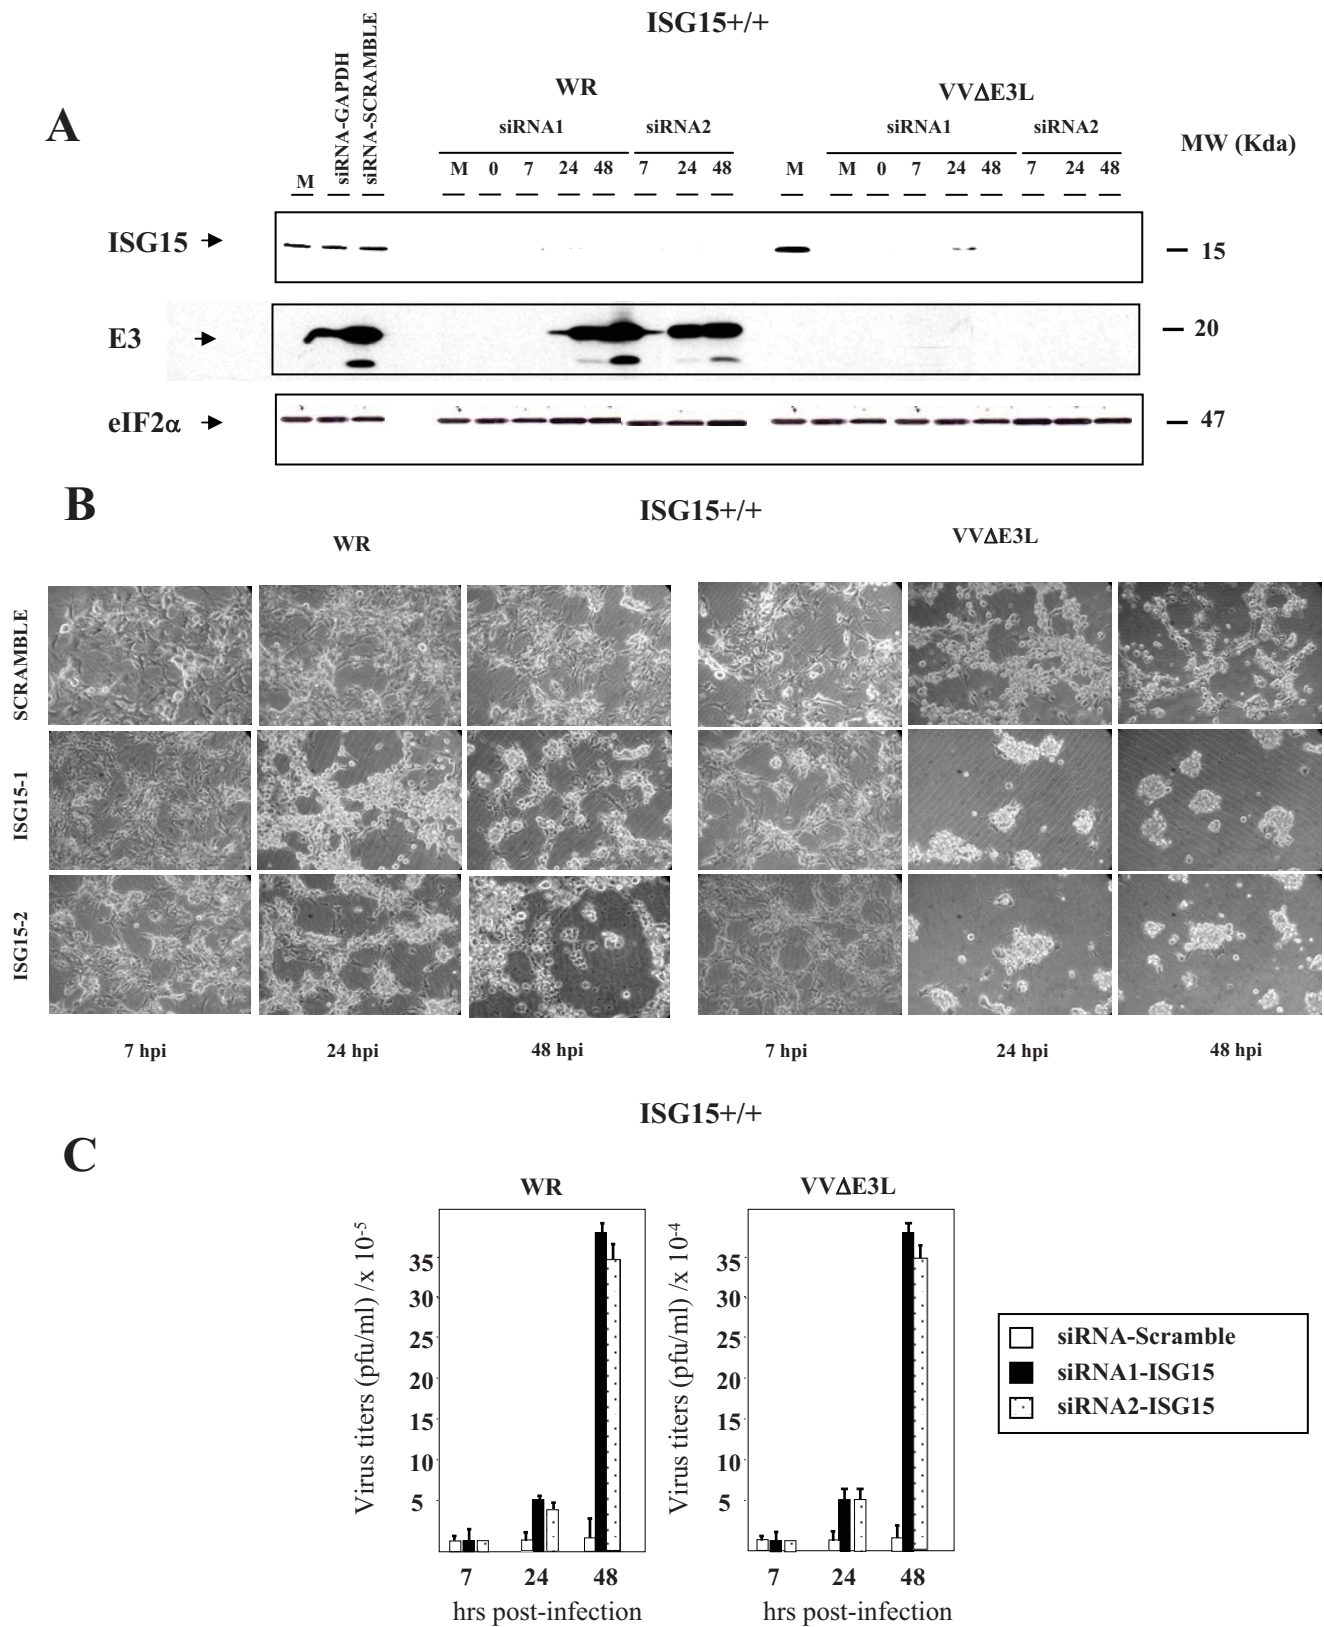 ISG15+/+
A
siRNA-GAPDH
siRNA-SCRAMBLE
WR
VVΔE3L
siRNA1 siRNA2 siRNA1 siRNA2
MW (Kda)
M M 0 7 24 48 7 24 48 M M 0 7 24 48 7 24 48
ISG15 15
E3 20
eIF2α 47
B
ISG15+/+
WR VVΔE3L
SCRAMBLE
ISG15-1
ISG15-2
7 hpi 24 hpi 48 hpi 7 hpi 24 hpi 48 hpi
ISG15+/+
C
WR VVΔE3L
Virus titers (pfu/ml) /x 10-5
35
30
25
20
15
10
5
7 24 48
hrs post-infection
Virus titers (pfu/ml) /x 10-4
35
30
25
20
15
10
5
7 24 48
hrs post-infection
siRNA-Scramble
siRNA1-ISG15
siRNA2-ISG15